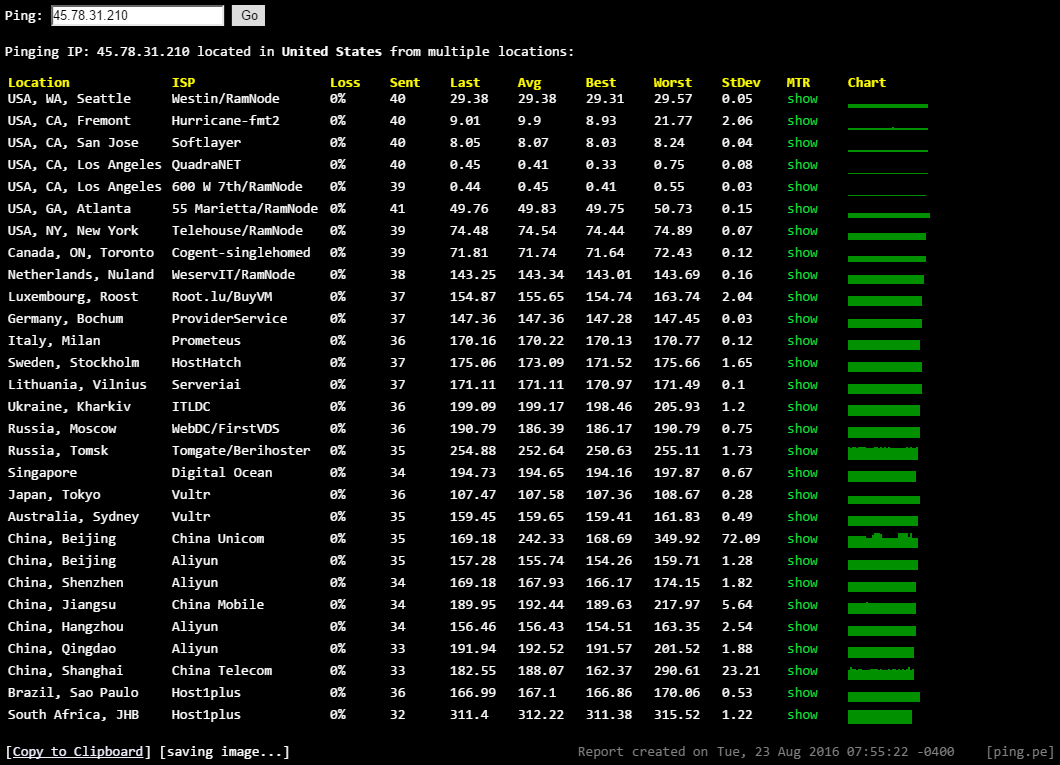 Ping: 45.78.31.210 Go
Pinging IP: 45.78.31.210 located in United States from multiple locations:
Location ISP Loss Sent Last Avg Best Worst StDev MTR Chart
USA, WA, Seattle Westin/RamNode 0% 40 29.38 29.38 29.31 29.57 0.05 show
USA, CA, Fremont Hurricane-fmt2 0% 40 9.01 9.9 8.93 21.77 2.06 show
USA, CA, San Jose Softlayer 0% 40 8.05 8.07 8.03 8.24 0.04 show
USA, CA, Los Angeles QuadraNET 0% 40 0.45 0.41 0.33 0.75 0.08 show
USA, CA, Los Angeles 600 W 7th/RamNode 0% 39 0.44 0.45 0.41 0.55 0.03 show
USA, GA, Atlanta 55 Marietta/RamNode 0% 41 49.76 49.83 49.75 50.73 0.15 show
USA, NY, New York Telehouse/RamNode 0% 39 74.48 74.54 74.44 74.89 0.07 show
Canada, ON, Toronto Cogent-singlehomed 0% 39 71.81 71.74 71.64 72.43 0.12 show
Netherlands, Nuland WeservIT/RamNode 0% 38 143.25 143.34 143.01 143.69 0.16 show
Luxembourg, Roost Root.lu/BuyVM 0% 37 154.87 155.65 154.74 163.74 2.04 show
Germany, Bochum ProviderService 0% 37 147.36 147.36 147.28 147.45 0.03 show
Italy, Milan Prometeus 0% 36 170.16 170.22 170.13 170.77 0.12 show
Sweden, Stockholm HostHatch 0% 37 175.06 173.09 171.52 175.66 1.65 show
Lithuania, Vilnius Serveriai 0% 37 171.11 171.11 170.97 171.49 0.1 show
Ukraine, Kharkiv ITLDC 0% 36 199.09 199.17 198.46 205.93 1.2 show
Russia, Moscow WebDC/FirstVDS 0% 36 190.79 186.39 186.17 190.79 0.75 show
Russia, Tomsk Tomgate/Berihoster 0% 35 254.88 252.64 250.63 255.11 1.73 show
Singapore Digital Ocean 0% 34 194.73 194.65 194.16 197.87 0.67 show
Japan, Tokyo Vultr 0% 36 107.47 107.58 107.36 108.67 0.28 show
Australia, Sydney Vultr 0% 35 159.45 159.65 159.41 161.83 0.49 show
China, Beijing China Unicom 0% 35 169.18 242.33 168.69 349.92 72.09 show
China, Beijing Aliyun 0% 35 157.28 155.74 154.26 159.71 1.28 show
China, Shenzhen Aliyun 0% 34 169.18 167.93 166.17 174.15 1.82 show
China, Jiangsu China Mobile 0% 34 189.95 192.44 189.63 217.97 5.64 show
China, Hangzhou Aliyun 0% 34 156.46 156.43 154.51 163.35 2.54 show
China, Qingdao Aliyun 0% 33 191.94 192.52 191.57 201.52 1.88 show
China, Shanghai China Telecom 0% 33 182.55 188.07 162.37 290.61 23.21 show
Brazil, Sao Paulo Host1plus 0% 36 166.99 167.1 166.86 170.06 0.53 show
South Africa, JHB Host1plus 0% 32 311.4 312.22 311.38 315.52 1.22 show
[Copy to Clipboard] [saving image...] Report created on Tue, 23 Aug 2016 07:55:22 -0400 [ping.pe]